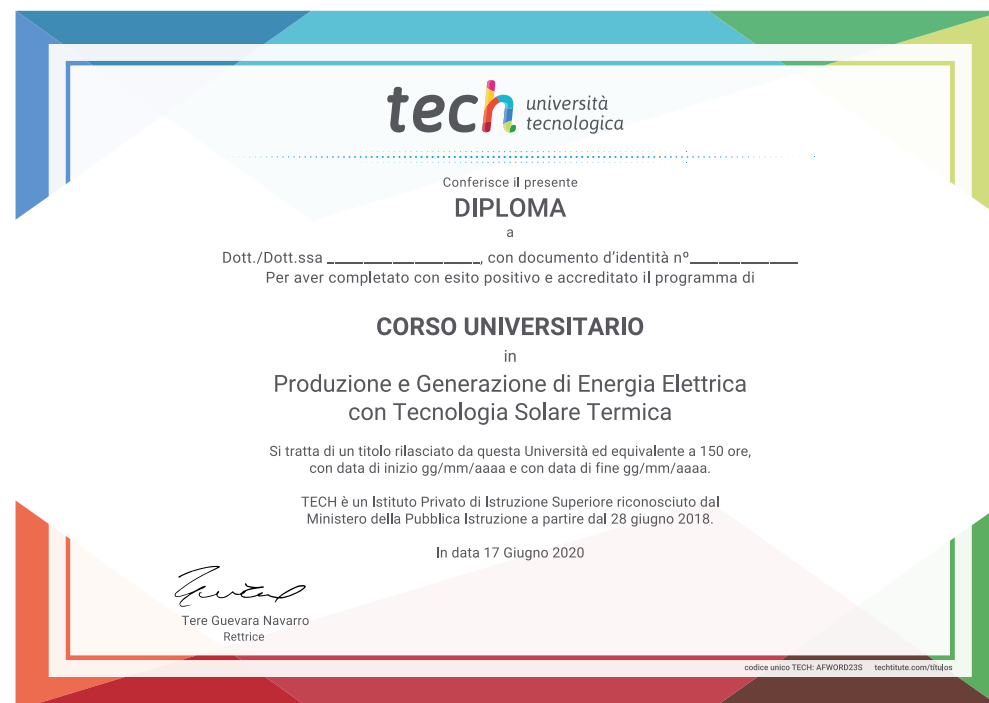 tech università
tecnologica
Conferisce il presente
DIPLOMA
a
Dott./Dott.ssa ___________________, con documento d'identità nº_____________
Per aver completato con esito positivo e accreditato il programma di
CORSO UNIVERSITARIO
in
Produzione e Generazione di Energia Elettrica
con Tecnologia Solare Termica
Si tratta di un titolo rilasciato da questa Università ed equivalente a 150 ore,
con data di inizio gg/mm/aaaa e con data di fine gg/mm/aaaa.
TECH è un Istituto Privato di Istruzione Superiore riconosciuto dal
Ministero della Pubblica Istruzione a partire dal 28 giugno 2018.
In data 17 Giugno 2020
Tere Guevara Navarro
Rettrice
codice unico TECH: AFWORD23S techtitute.com/títulos